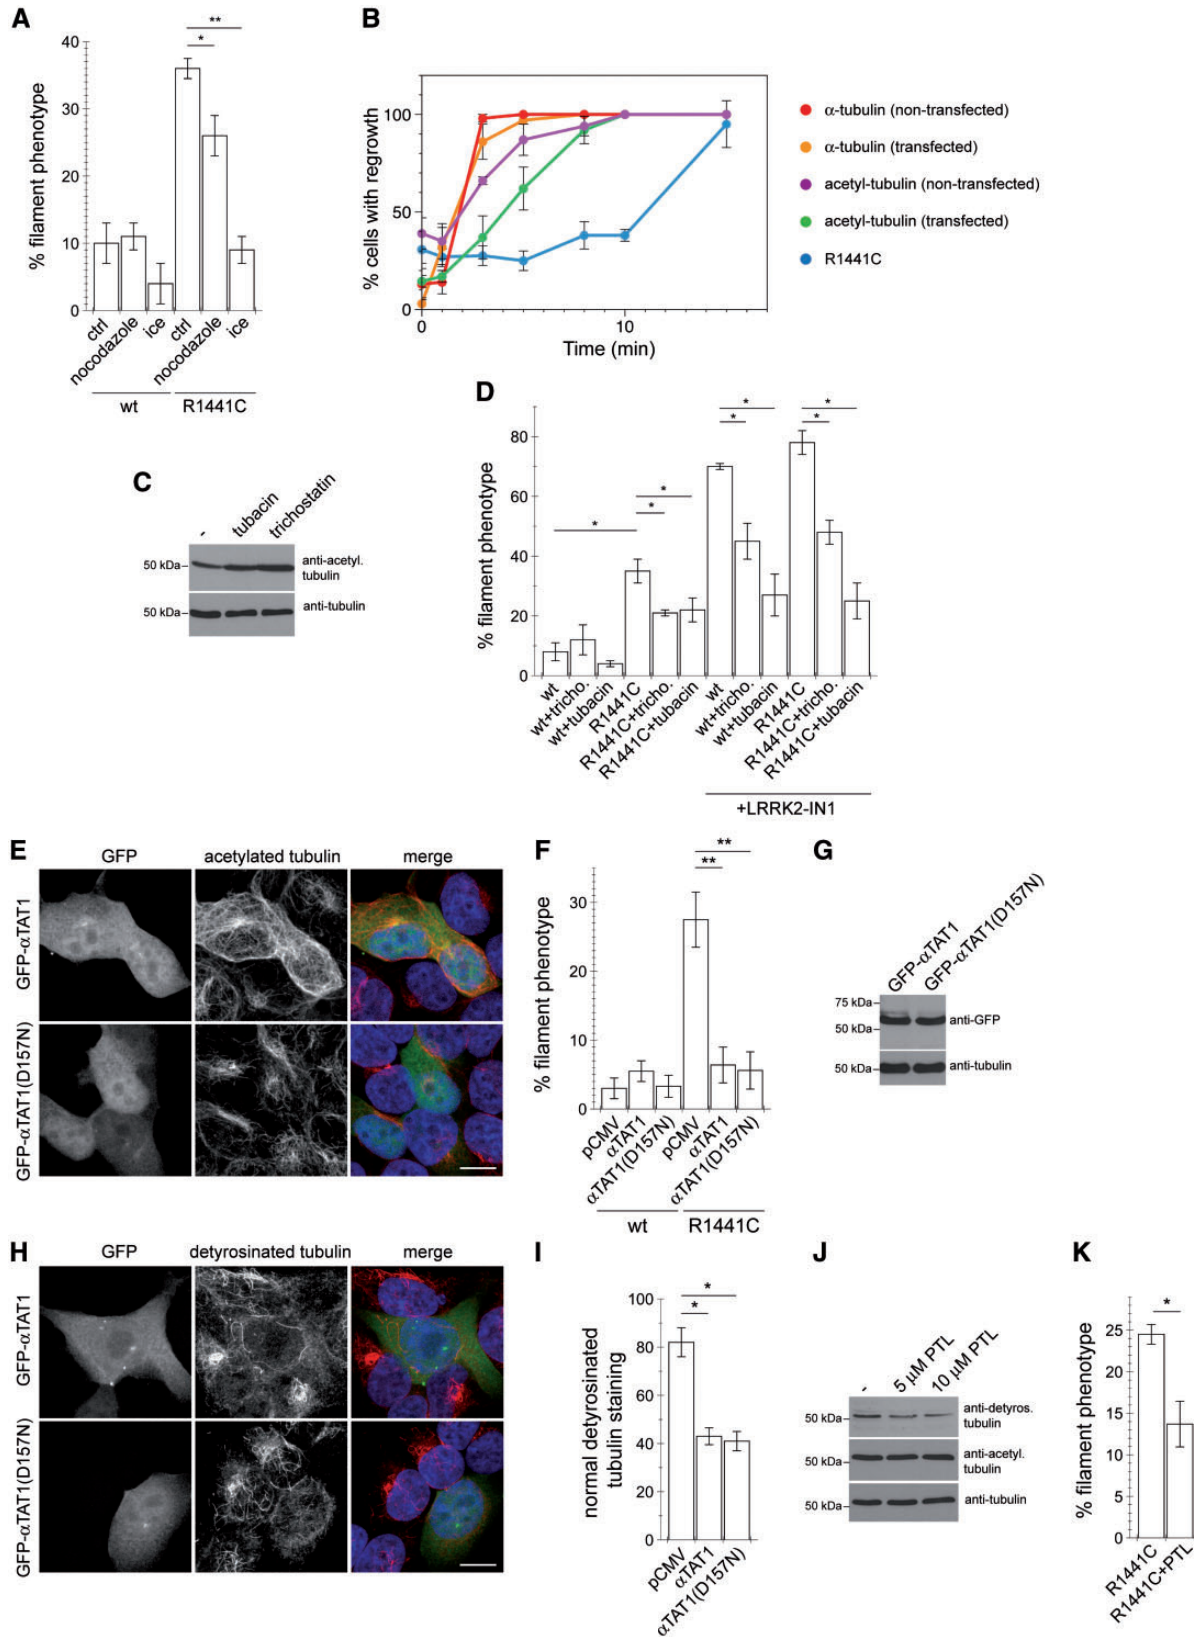 A
% filament phenotype
40
30
20
10
0
**
*
ctrl
nocodazole
ice
ctrl
nocodazole
ice
wt
R1441C
B
% cells with regrowth
100
50
0
0
10
Time (min)
α-tubulin (non-transfected)
α-tubulin (transfected)
acetyl-tubulin (non-transfected)
acetyl-tubulin (transfected)
R1441C
C
-
tubacin
trichostatin
50 kDa
anti-acetyl.
tubulin
50 kDa
anti-tubulin
D
% filament phenotype
80
60
40
20
0
*
*
*
*
*
*
*
wt
wt+tricho.
wt+tubacin
R1441C
R1441C+tricho.
R1441C+tubacin
wt
wt+tricho.
wt+tubacin
R1441C
R1441C+tricho.
R1441C+tubacin
+LRRK2-IN1
E
GFP
acetylated tubulin
merge
GFP-αTAT1
GFP-αTAT1(D157N)
F
% filament phenotype
30
20
10
0
**
**
pCMV
αTAT1
αTAT1(D157N)
pCMV
αTAT1
αTAT1(D157N)
wt
R1441C
G
GFP-αTAT1
GFP-αTAT1(D157N)
75 kDa
50 kDa
anti-GFP
50 kDa
anti-tubulin
H
GFP
detyrosinated tubulin
merge
GFP-αTAT1
GFP-αTAT1(D157N)
I
normal detyrosinated
tubulin staining
100
80
60
40
20
0
*
*
pCMV
αTAT1
αTAT1(D157N)
J
-
5 µM PTL
10 µM PTL
50 kDa
anti-detyros.
tubulin
50 kDa
anti-acetyl.
tubulin
50 kDa
anti-tubulin
K
% filament phenotype
25
20
15
10
5
0
*
R1441C
R1441C+PTL